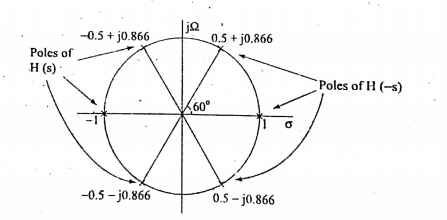 jΩ
−0.5 + j0.866
0.5 + j0.866
Poles of
H (s)
Poles of H (−s)
60°
−1
1
σ
−0.5 − j0.866
0.5 − j0.866